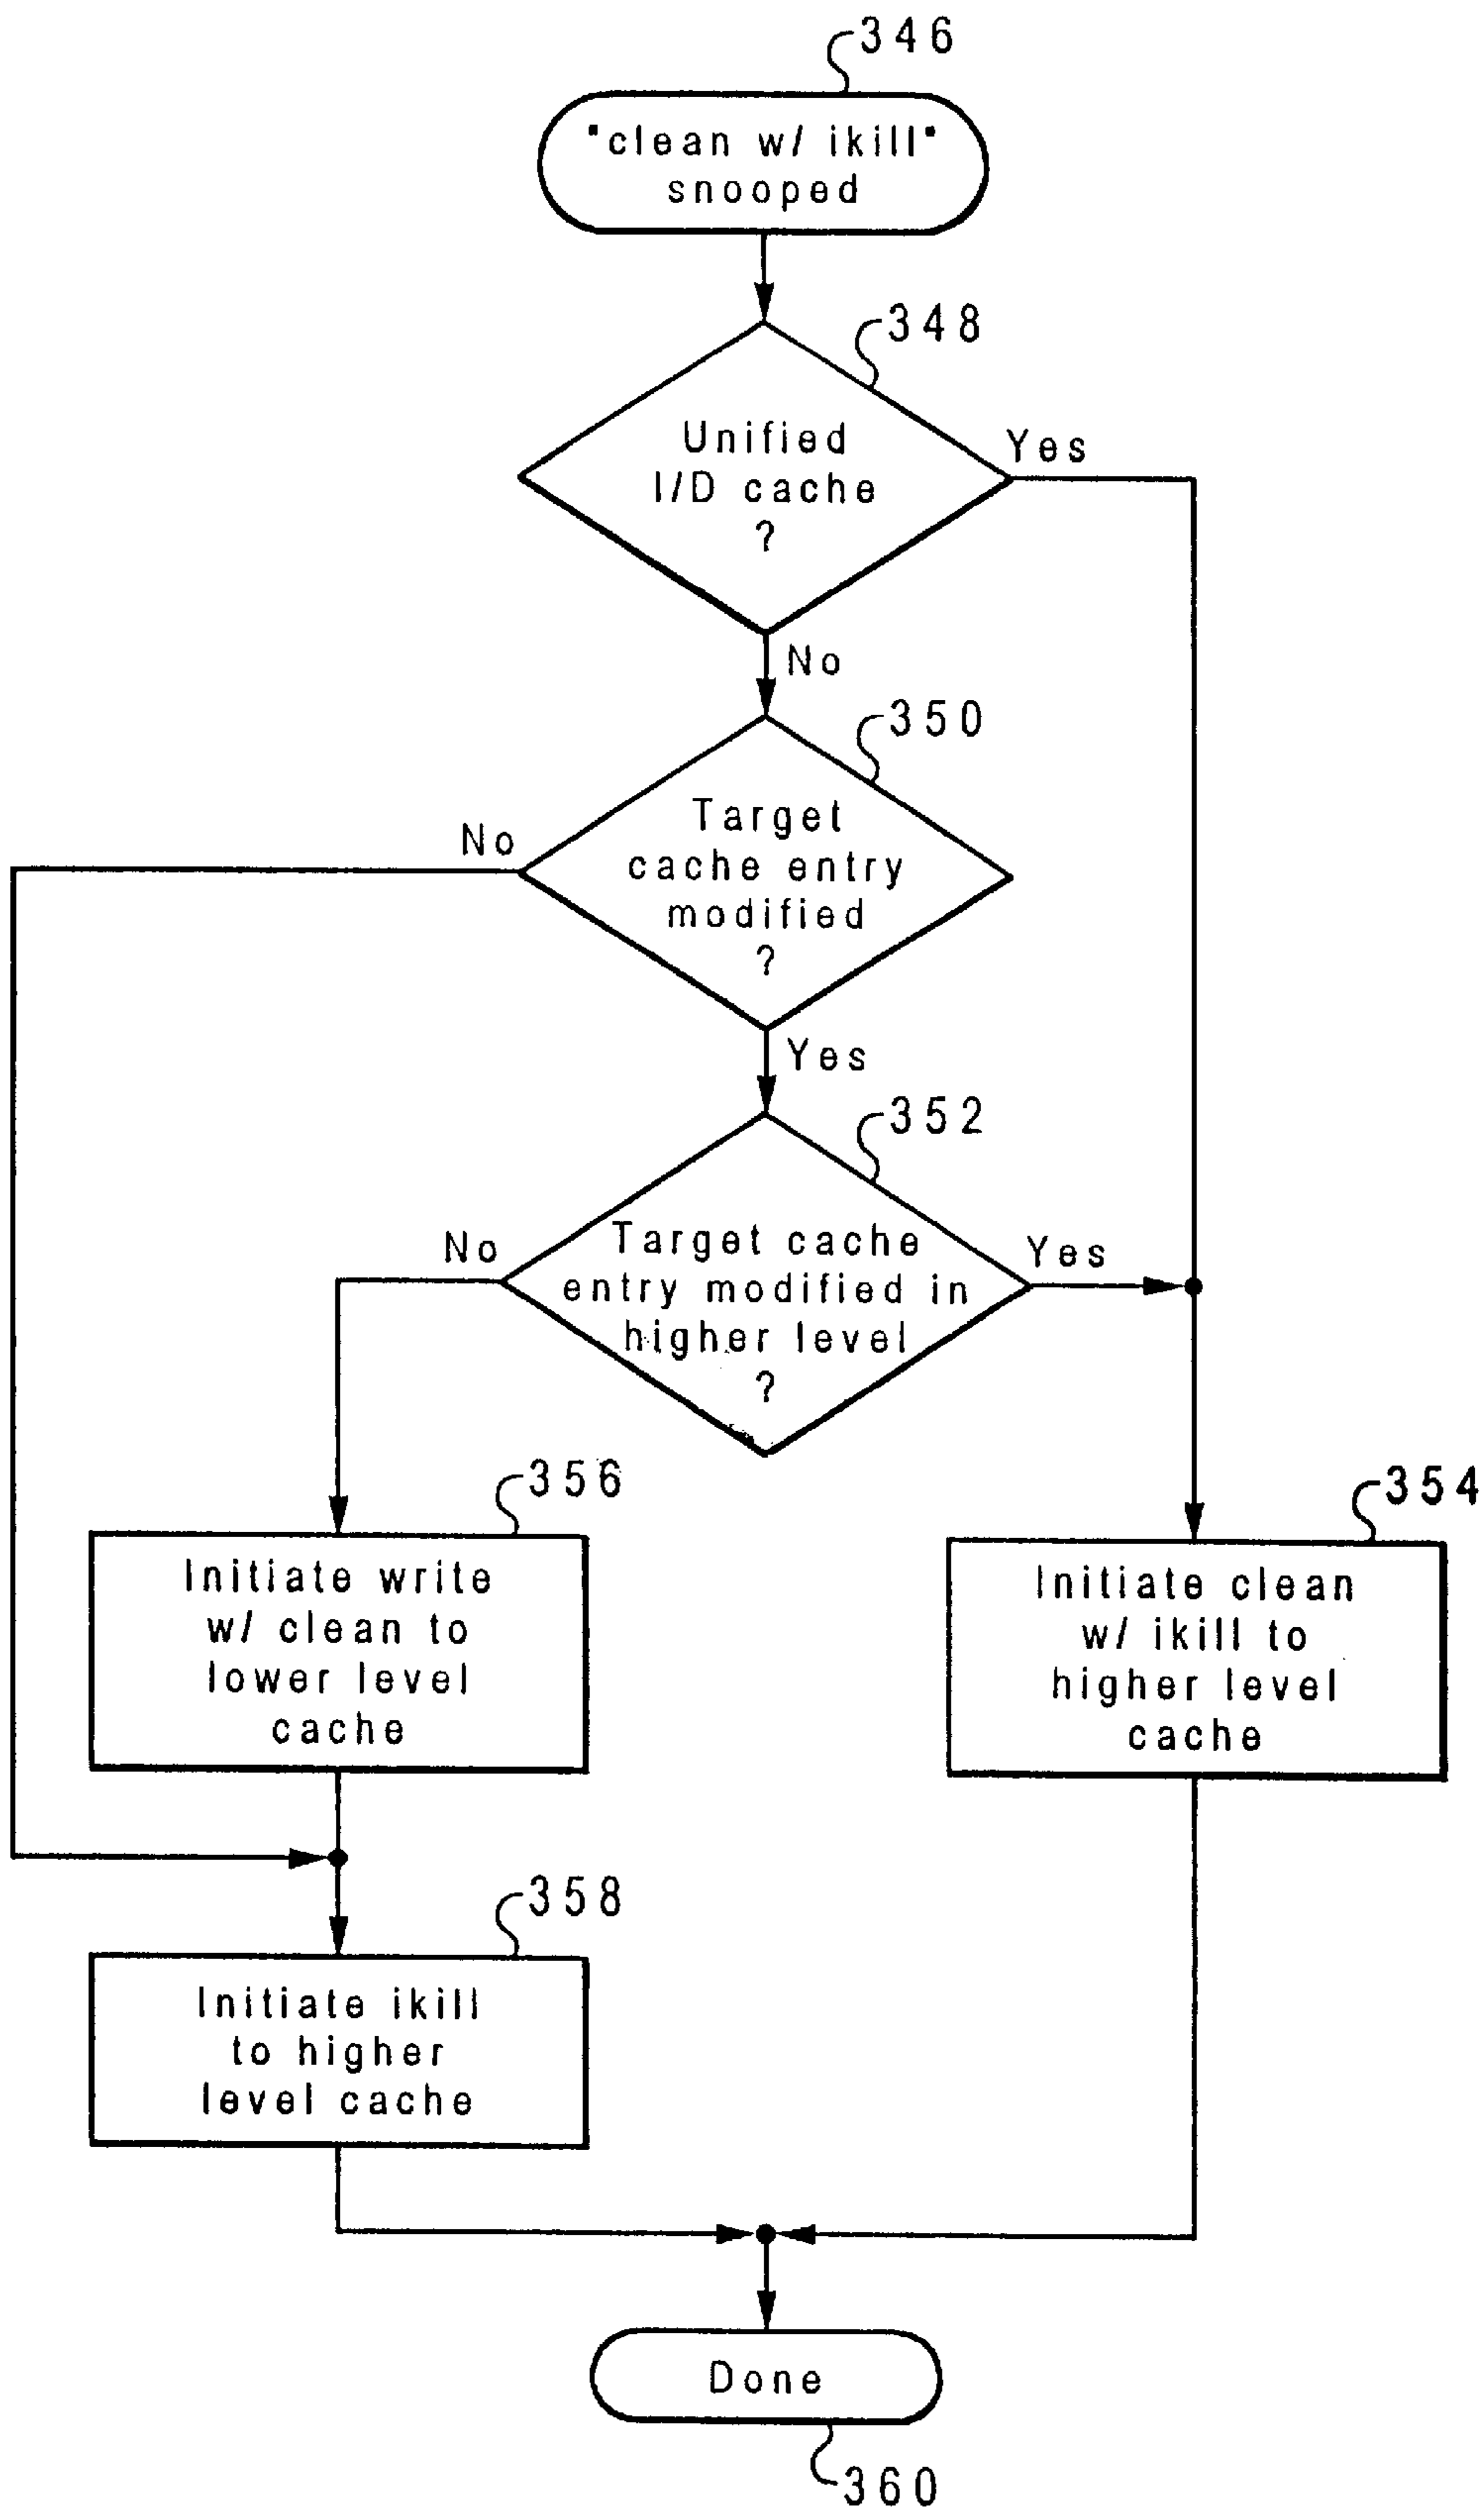 346
"clean w/ ikill"
snooped
348
Unified
I/D cache
?
Yes
No
350
Target
cache entry
modified
?
No
Yes
352
Target cache
entry modified in
higher level
?
No
Yes
356
Initiate write
w/ clean to
lower level
cache
354
Initiate clean
w/ ikill to
higher level
cache
358
Initiate ikill
to higher
level cache
Done
360